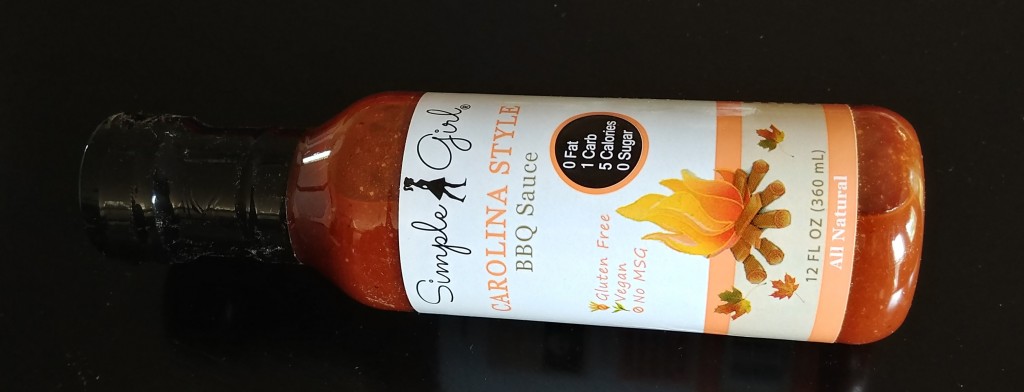 Simple Girl®
CAROLINA STYLE
BBQ Sauce
0 Fat
1 Carb
5 Calories
0 Sugar
Gluten Free
Vegan
No MSG
12 FL OZ (360 mL)
All Natural